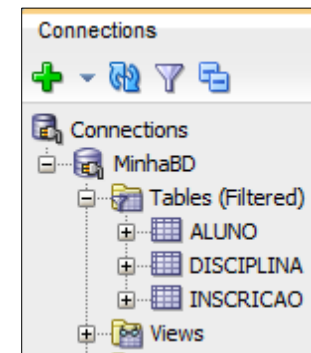 Connections
Connections
MinhaBD
Tables (Filtered)
ALUNO
DISCIPLINA
INSCRICAO
Views